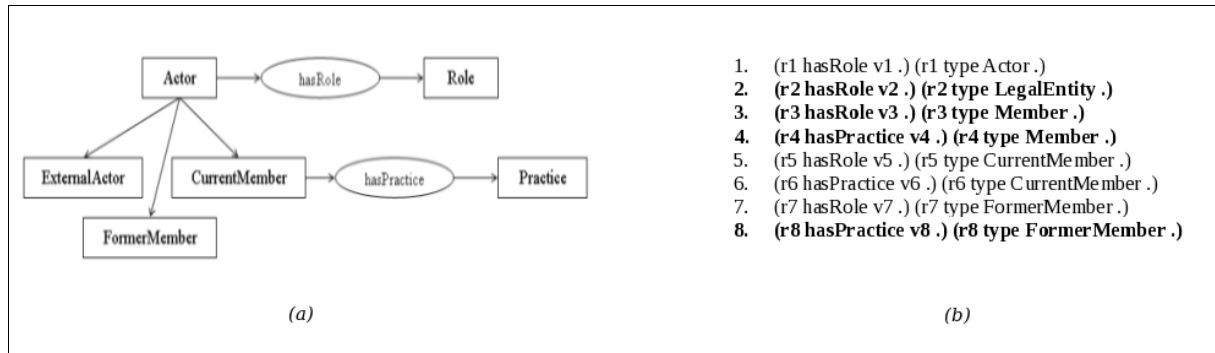 Actor
hasRole
Role
ExternalActor
CurrentMember
hasPractice
Practice
FormerMember
(a)
1. (r1 hasRole v1 .) (r1 type Actor .)
2. (r2 hasRole v2 .) (r2 type LegalEntity .)
3. (r3 hasRole v3 .) (r3 type Member .)
4. (r4 hasPractice v4 .) (r4 type Member .)
5. (r5 hasRole v5 .) (r5 type CurrentMember .)
6. (r6 hasPractice v6 .) (r6 type CurrentMember .)
7. (r7 hasRole v7 .) (r7 type FormerMember .)
8. (r8 hasPractice v8 .) (r8 type FormerMember .)
(b)